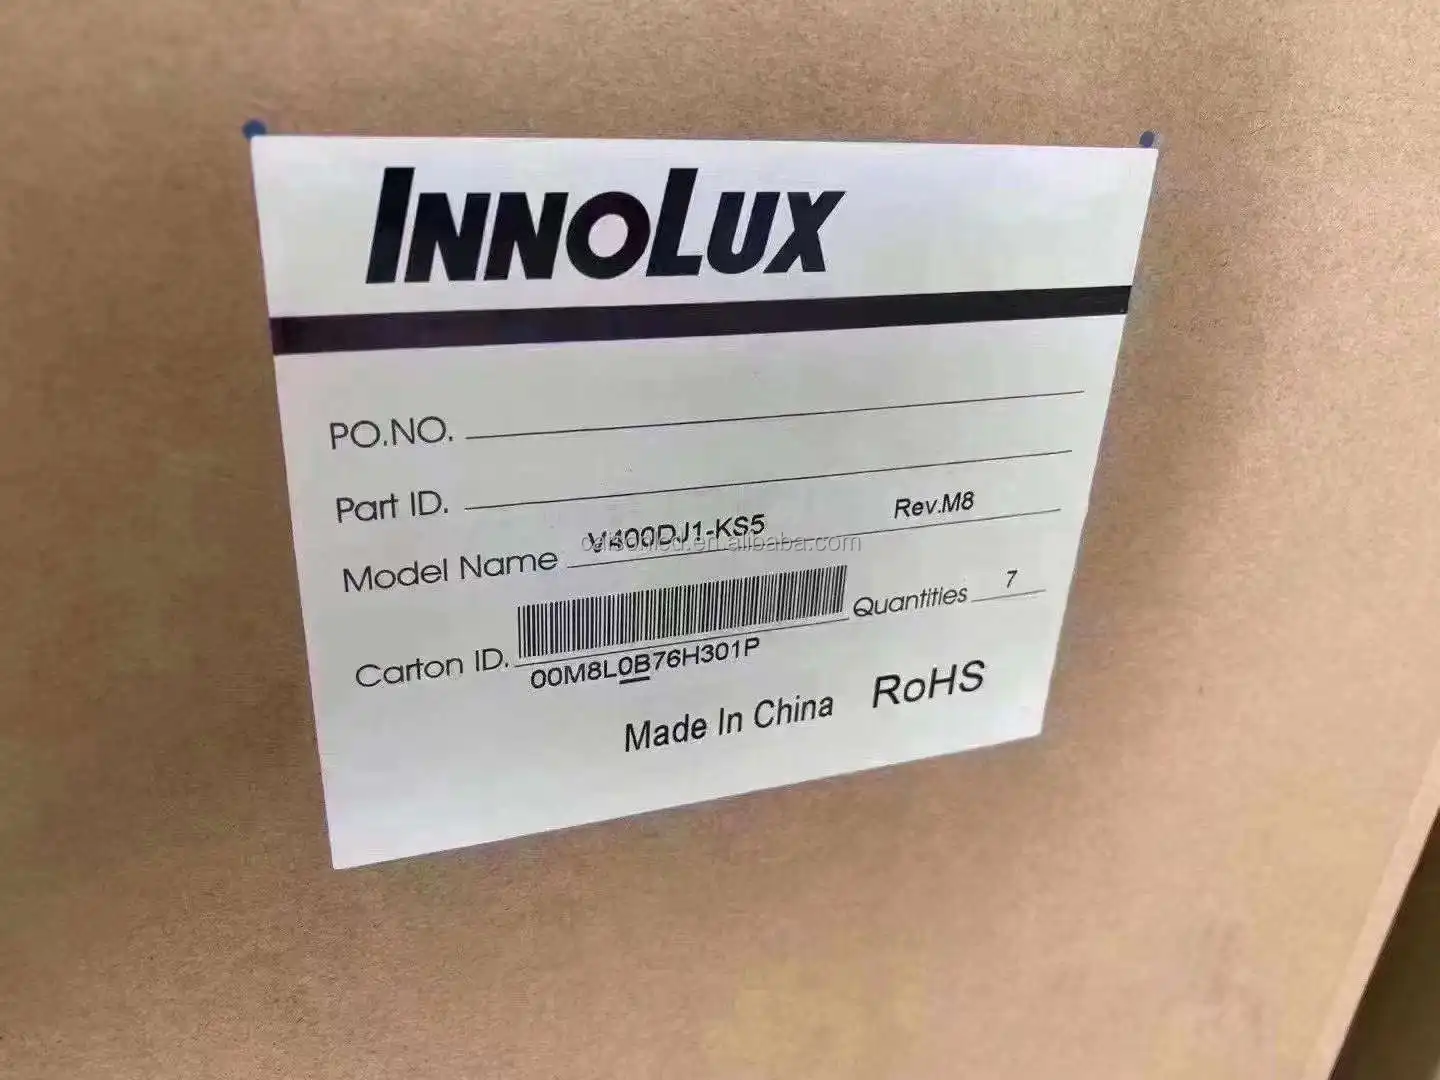 INNOLUX
PO.NO.
Part ID.
Model Name V400DJ1-KS5 Rev.M8
Carton ID. Quantities 7
00M8L0B76H301P
Made In China RoHS